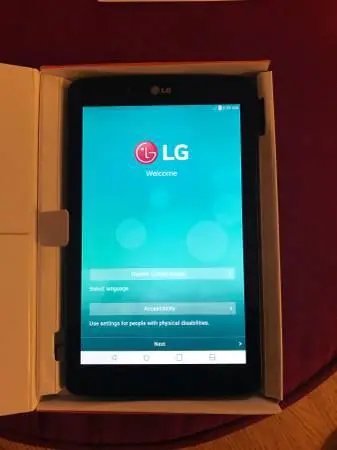 LG
LG
Welcome
Select language
Accessibility
Use settings for people with physical disabilities.
Next